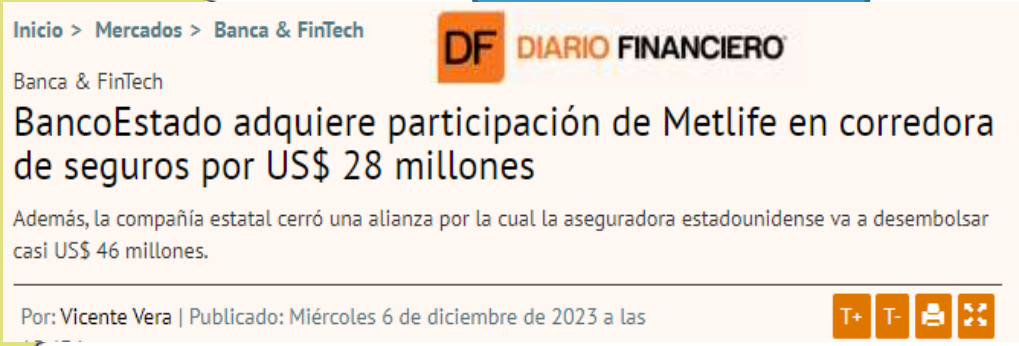 Inicio > Mercados > Banca & FinTech
DF DIARIO FINANCIERO
Banca & FinTech
BancoEstado adquiere participación de Metlife en corredora
de seguros por US$ 28 millones
Además, la compañía estatal cerró una alianza por la cual la aseguradora estadounidense va a desembolsar
casi US$ 46 millones.
Por: Vicente Vera | Publicado: Miércoles 6 de diciembre de 2023 a las
T+ T-